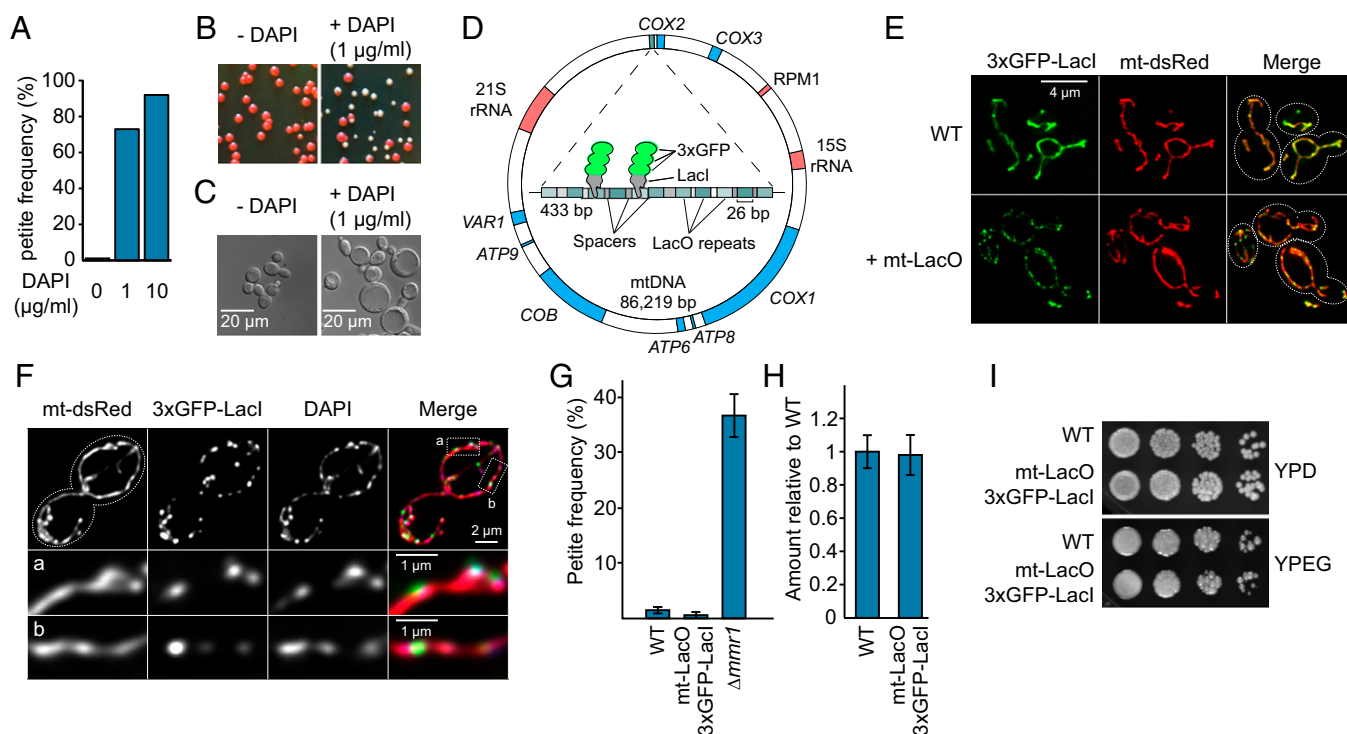 A
petite frequency (%)
100
80
60
40
20
0
DAPI
(µg/ml)
0
1
10
B
- DAPI
+ DAPI
(1 µg/ml)
C
- DAPI
+ DAPI
(1 µg/ml)
20 µm
20 µm
D
COX2
COX3
RPM1
15S
rRNA
21S
rRNA
3xGFP
LacI
433 bp
26 bp
Spacers
LacO repeats
VAR1
ATP9
mtDNA
86,219 bp
COX1
COB
ATP6
ATP8
E
3xGFP-LacI
mt-dsRed
Merge
4 µm
WT
+ mt-LacO
F
mt-dsRed
3xGFP-LacI
DAPI
Merge
a
b
2 µm
a
1 µm
b
1 µm
G
Petite frequency (%)
40
30
20
10
WT
mt-LacO
3xGFP-LacI
Δmmr1
H
Amount relative to WT
1.2
1
0.8
0.6
0.4
0.2
0
WT
mt-LacO
3xGFP-LacI
I
WT
mt-LacO
3xGFP-LacI
YPD
WT
mt-LacO
3xGFP-LacI
YPEG